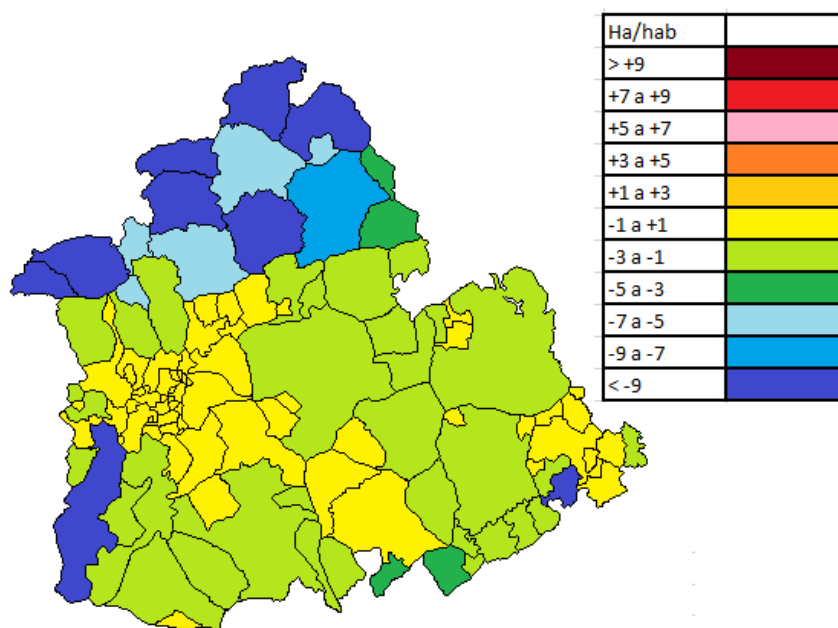 Ha/hab
> +9
+7 a +9
+5 a +7
+3 a +5
+1 a +3
-1 a +1
-3 a -1
-5 a -3
-7 a -5
-9 a -7
< -9